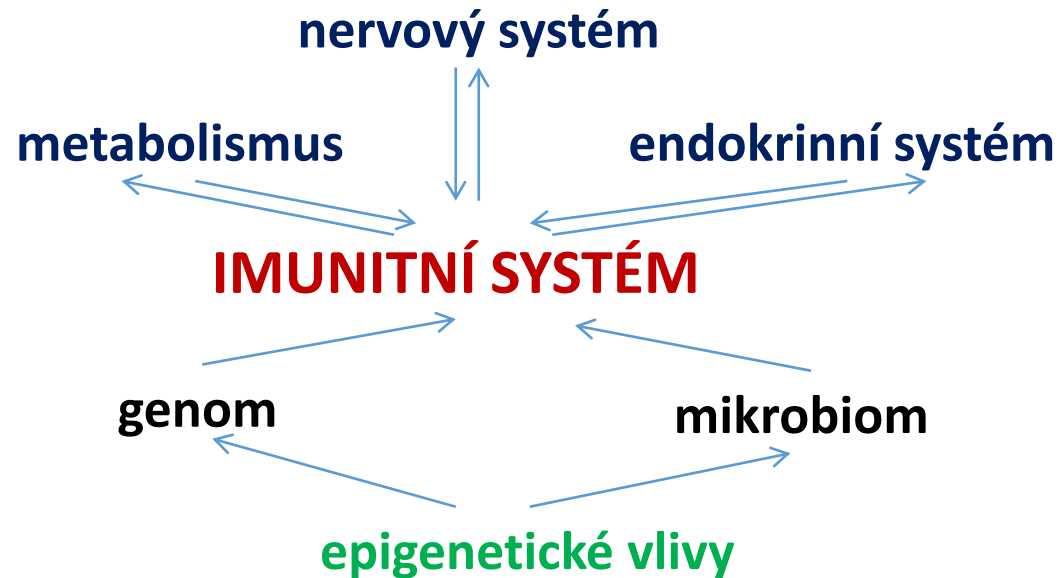 nervový systém
metabolismus
endokrinní systém
IMUNITNÍ SYSTÉM
genom
mikrobiom
epigenetické vlivy